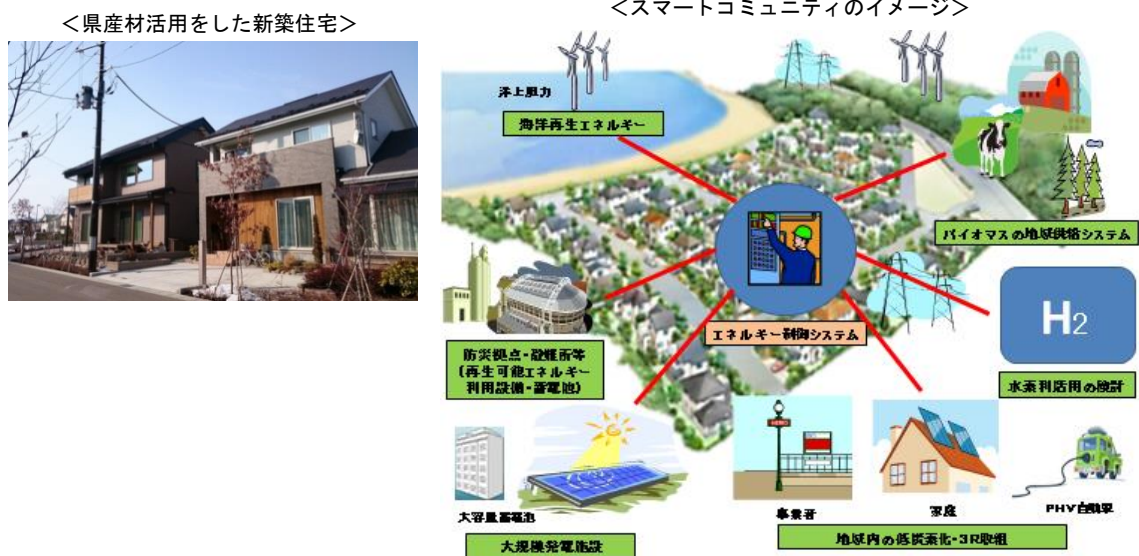 ＜県産材活用をした新築住宅＞
＜スマートコミュニティのイメージ＞
洋上風力
海洋再生エネルギー
バイオマスの地域供給システム
エネルギー制御システム
H2
水素利活用の検討
防災拠点・避難所等
(再生可能エネルギー
利用設備・蓄電池)
大容量蓄電池
大規模発電施設
事業者
家庭
PHV自動車
地域内の低炭素化・3R取組